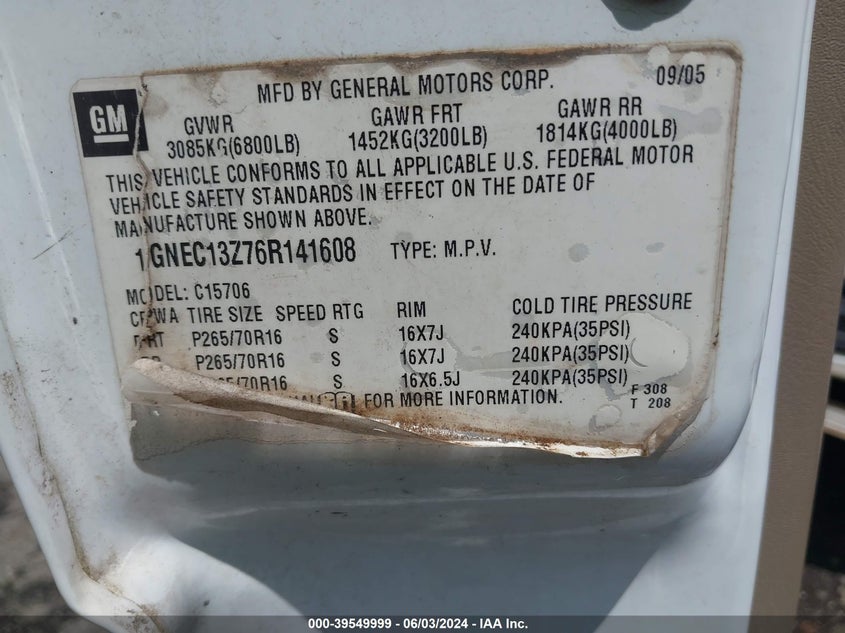 MFD BY GENERAL MOTORS CORP. 09/05
GM
GVWR GAWR FRT GAWR RR
3085KG(6800LB) 1452KG(3200LB) 1814KG(4000LB)
THIS VEHICLE CONFORMS TO ALL APPLICABLE U.S. FEDERAL MOTOR
VEHICLE SAFETY STANDARDS IN EFFECT ON THE DATE OF
MANUFACTURE SHOWN ABOVE.
1GNEC13Z76R141608 TYPE: M.P.V.
MODEL: C15706
TIRE SIZE SPEED RTG RIM COLD TIRE PRESSURE
P265/70R16 S 16X7J 240KPA(35PSI)
P265/70R16 S 16X7J 240KPA(35PSI)
/70R16 S 16X6.5J 240KPA(35PSI)
FOR MORE INFORMATION. F 308
T 208
000-39549999 - 06/03/2024 - IAA Inc.